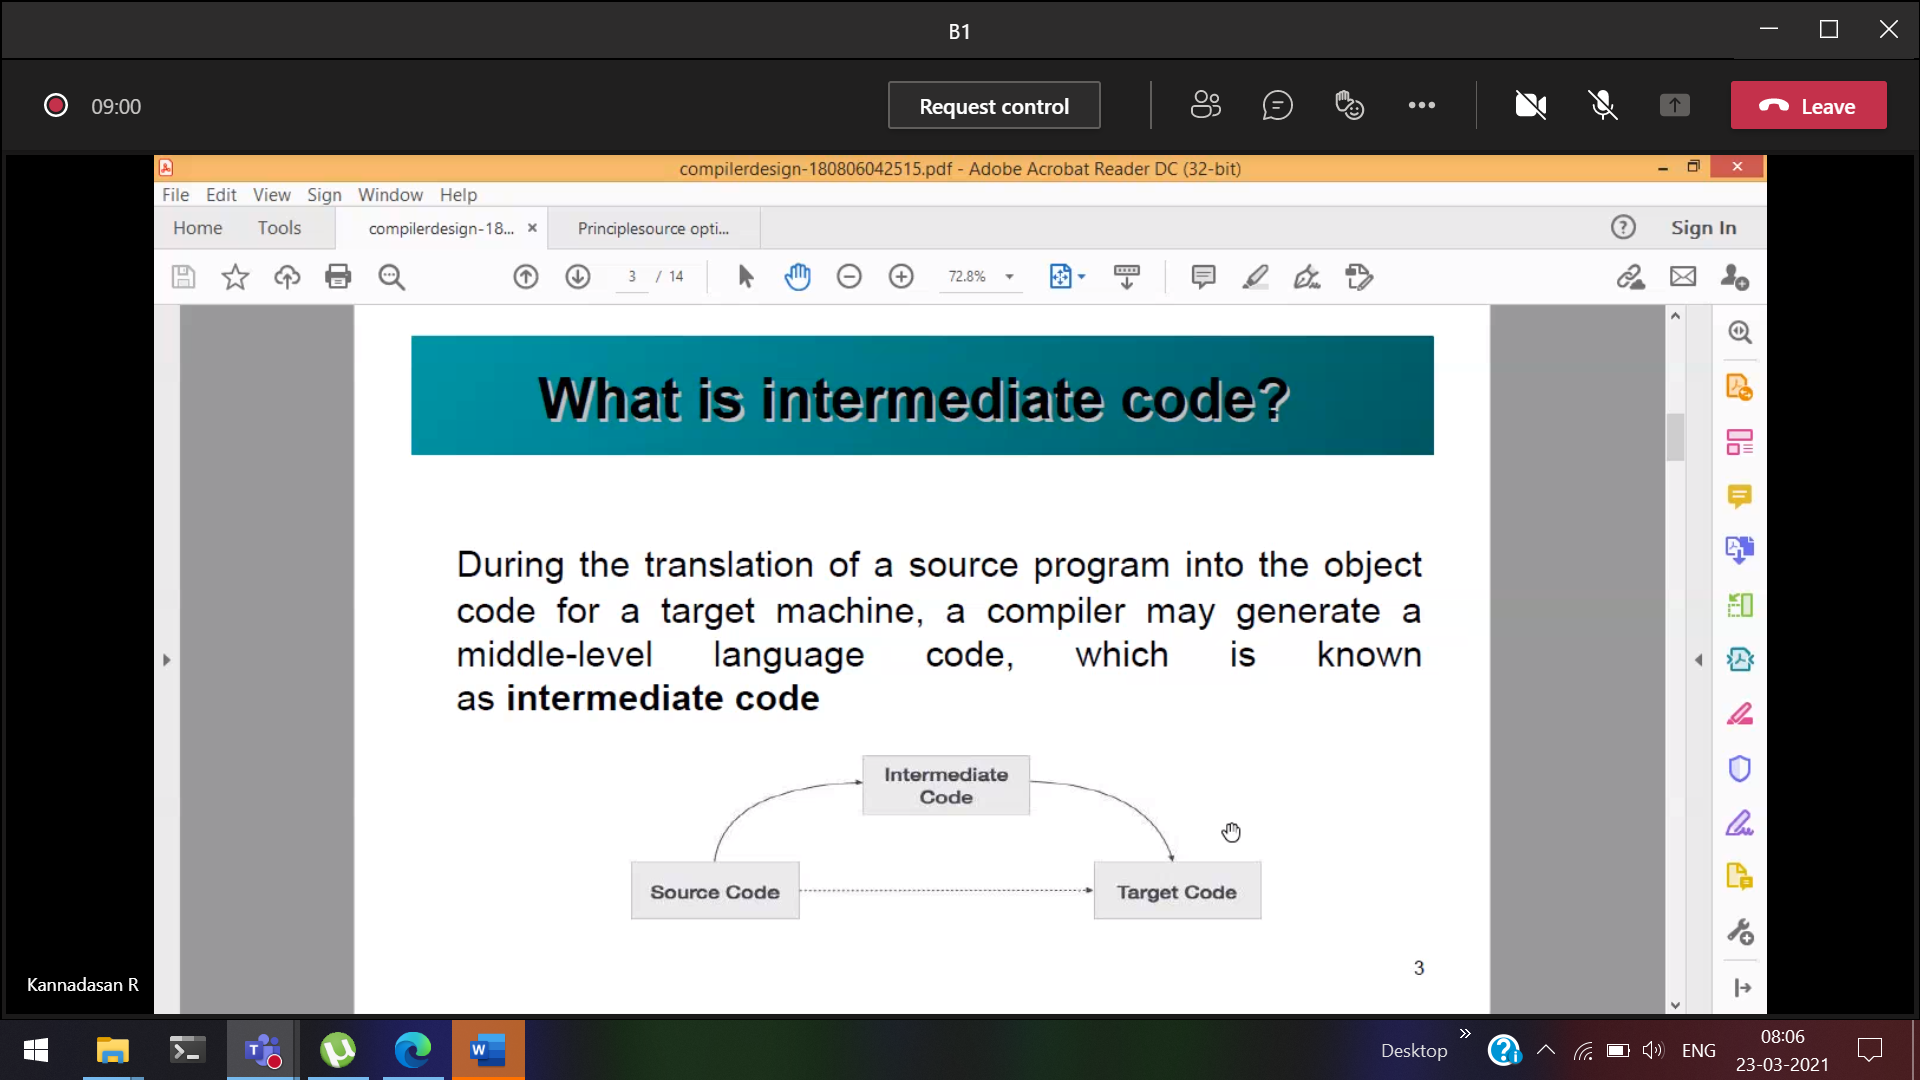 B1
09:00
Request control
Leave
compilerdesign-180806042515.pdf - Adobe Acrobat Reader DC (32-bit)
File Edit View Sign Window Help
Home Tools compilerdesign-18... × Principlesource opti... Sign In
3 / 14 72.8%
What is intermediate code?
During the translation of a source program into the object
code for a target machine, a compiler may generate a
middle-level language code, which is known
as intermediate code
Intermediate
Code
Source Code
Target Code
3
Kannadasan R
Desktop
ENG
08:06
23-03-2021